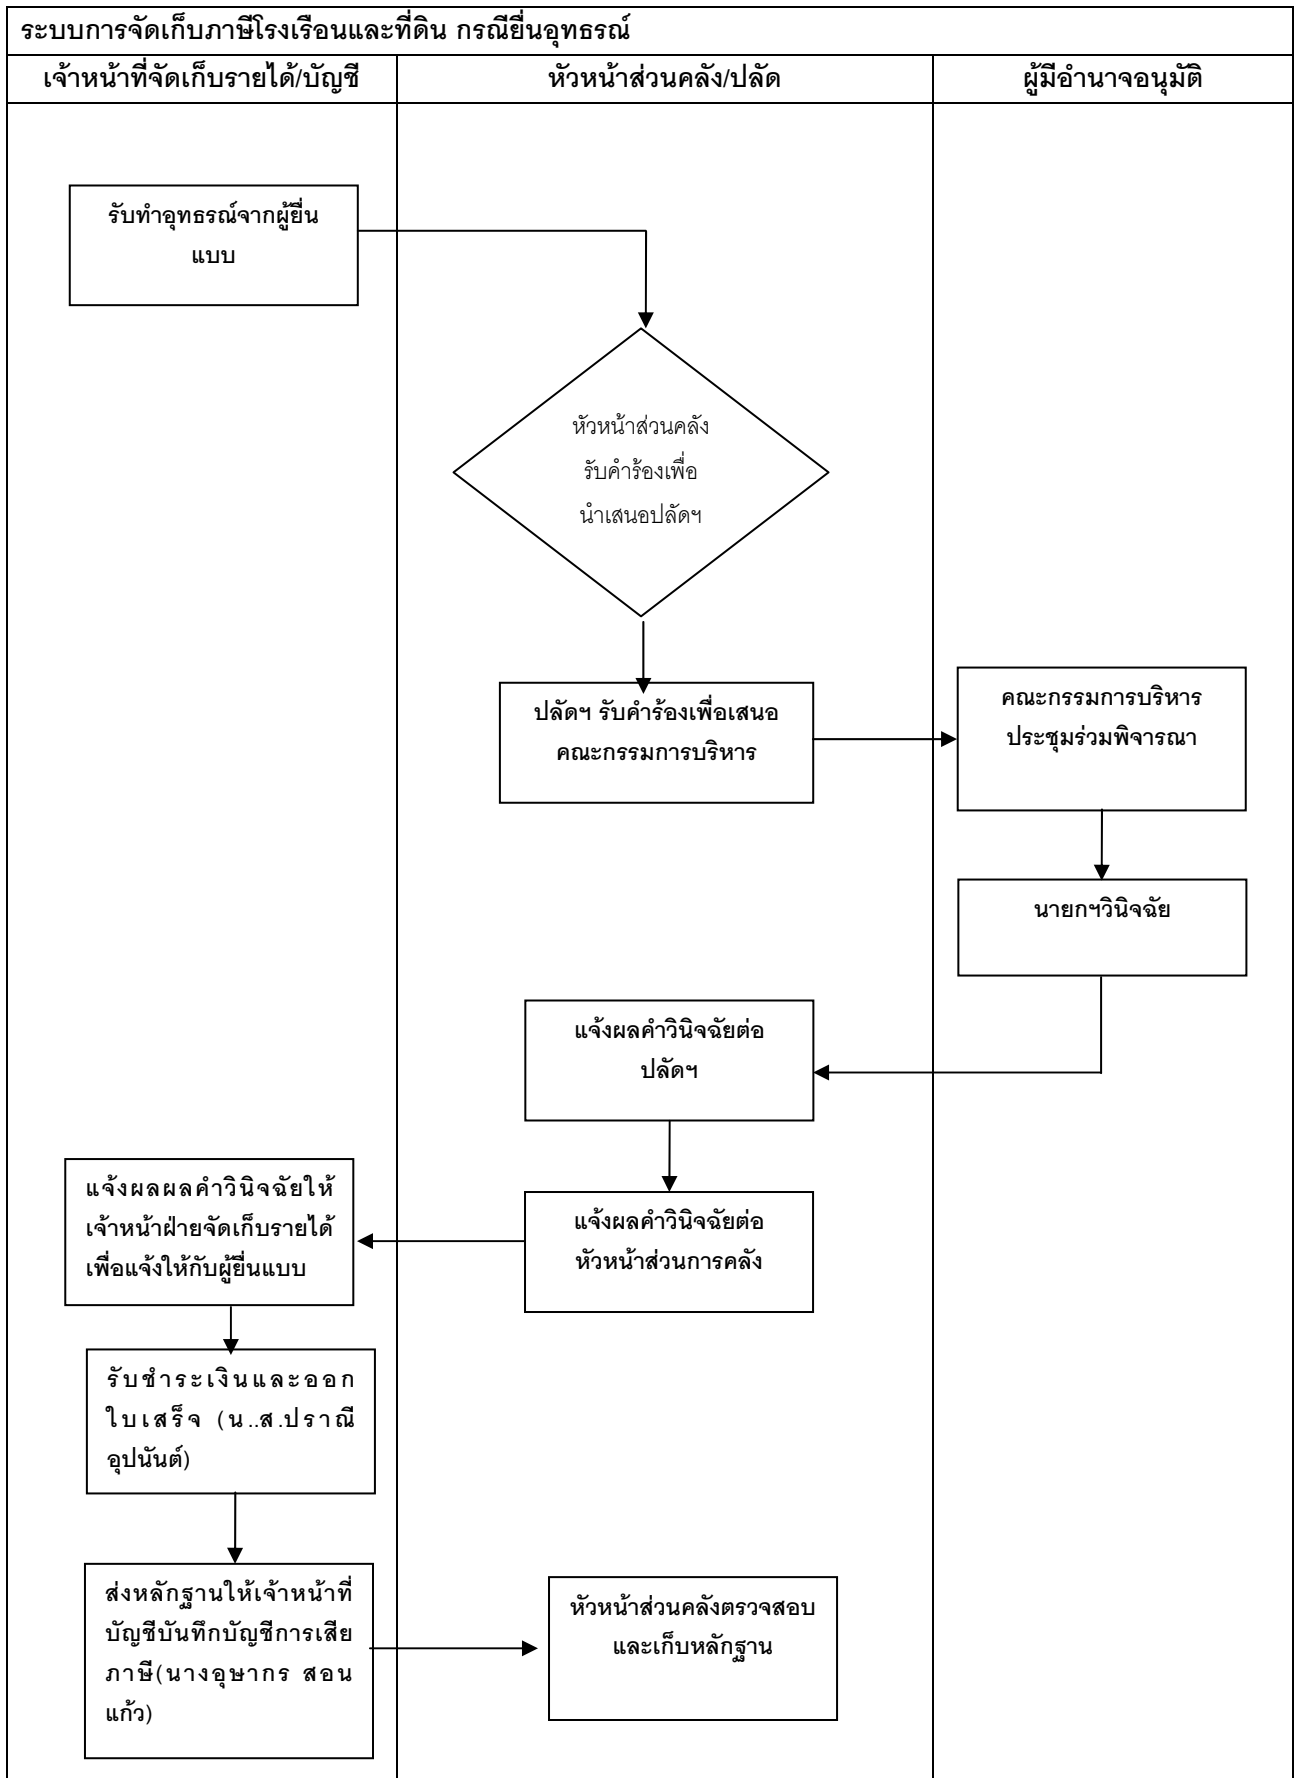 ระบบการจัดเก็บภาษีโรงเรือนและที่ดิน กรณียื่นอุทธรณ์
เจ้าหน้าที่จัดเก็บรายได้/บัญชี
หัวหน้าส่วนคลัง/ปลัด
ผู้มีอำนาจอนุมัติ
รับทำอุทธรณ์จากผู้ยื่น
แบบ
หัวหน้าส่วนคลัง
รับคำร้องเพื่อ
นำเสนอปลัดฯ
ปลัดฯ รับคำร้องเพื่อเสนอ
คณะกรรมการบริหาร
คณะกรรมการบริหาร
ประชุมร่วมพิจารณา
นายกฯวินิจฉัย
แจ้งผลคำวินิจฉัยต่อ
ปลัดฯ
แจ้งผลคำวินิจฉัยต่อ
หัวหน้าส่วนการคลัง
แจ้งผลผลคำวินิจฉัยให้
เจ้าหน้าฝ่ายจัดเก็บรายได้
เพื่อแจ้งให้กับผู้ยื่นแบบ
รับชำระเงินและออก
ใบเสร็จ (น..ส.ปราณี
อุปนันต์)
ส่งหลักฐานให้เจ้าหน้าที่
บัญชีบันทึกบัญชีการเสีย
ภาษี(นางอุษากร สอน
แก้ว)
หัวหน้าส่วนคลังตรวจสอบ
และเก็บหลักฐาน